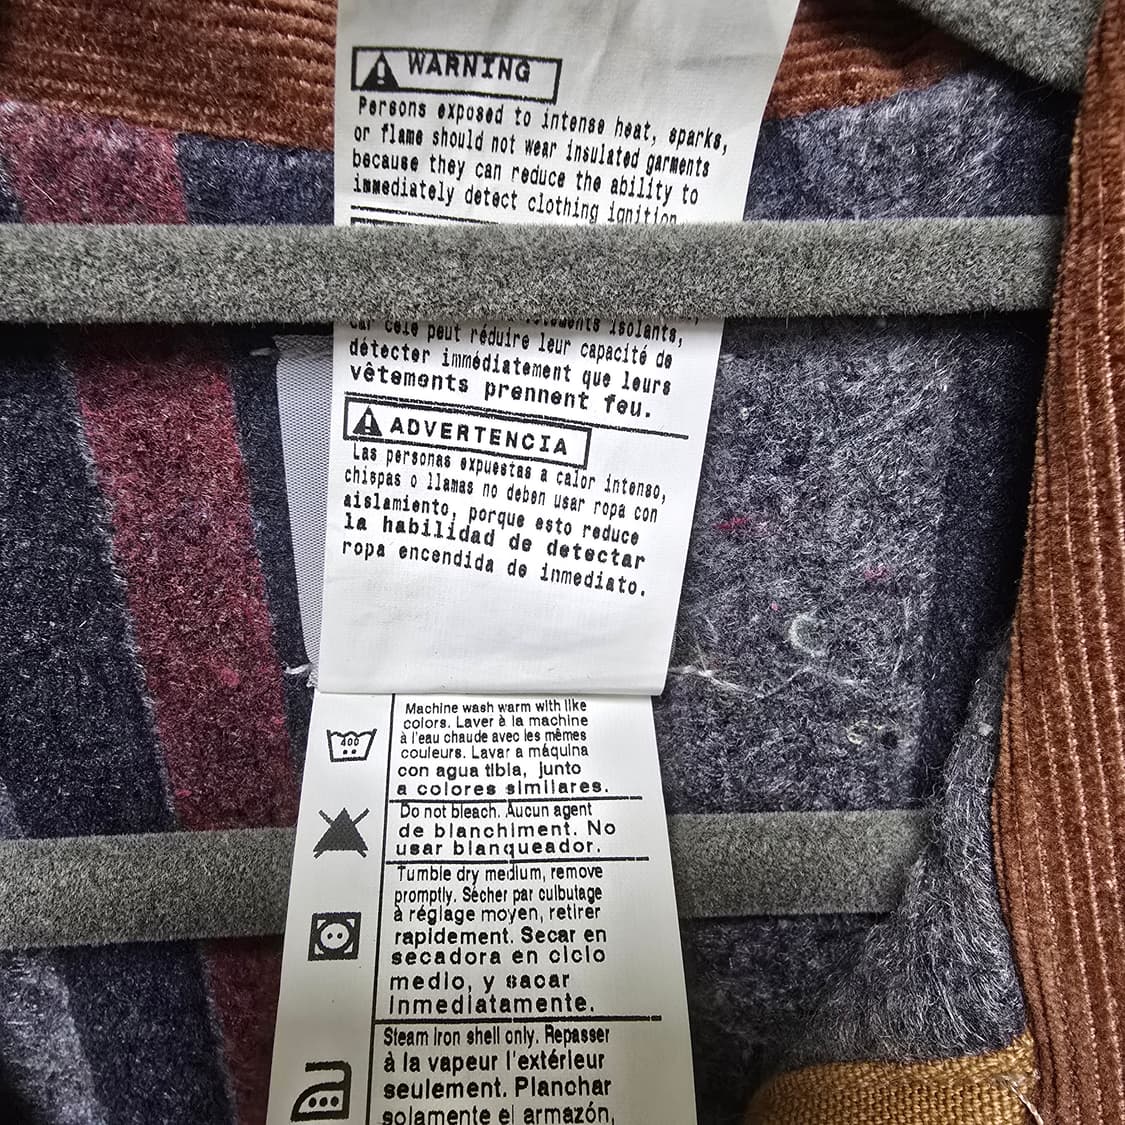 WARNING
Persons exposed to intense heat, sparks,
or flame should not wear insulated garments
because they can reduce the ability to
immediately detect clothing ignition
vêtements isolants,
car cela peut réduire leur capacité de
détecter immédiatement que leurs
vêtements prennent feu.
ADVERTENCIA
Las personas expuestas a calor intenso,
chispas o llamas no deben usar ropa con
aislamiento, porque esto reduce
la habilidad de detectar
ropa encendida de inmediato.
Machine wash warm with like
colors. Laver à la machine
à l'eau chaude avec les mêmes
couleurs. Lavar a máquina
con agua tibia, junto
a colores similares.
Do not bleach. Aucun agent
de blanchiment. No
usar blanqueador.
Tumble dry medium, remove
promptly. Sécher par culbutage
à réglage moyen, retirer
rapidement. Secar en
secadora en ciclo
medio, y sacar
inmediatamente.
Steam iron shell only. Repasser
à la vapeur l'extérieur
seulement. Planchar
solamente el armazón,